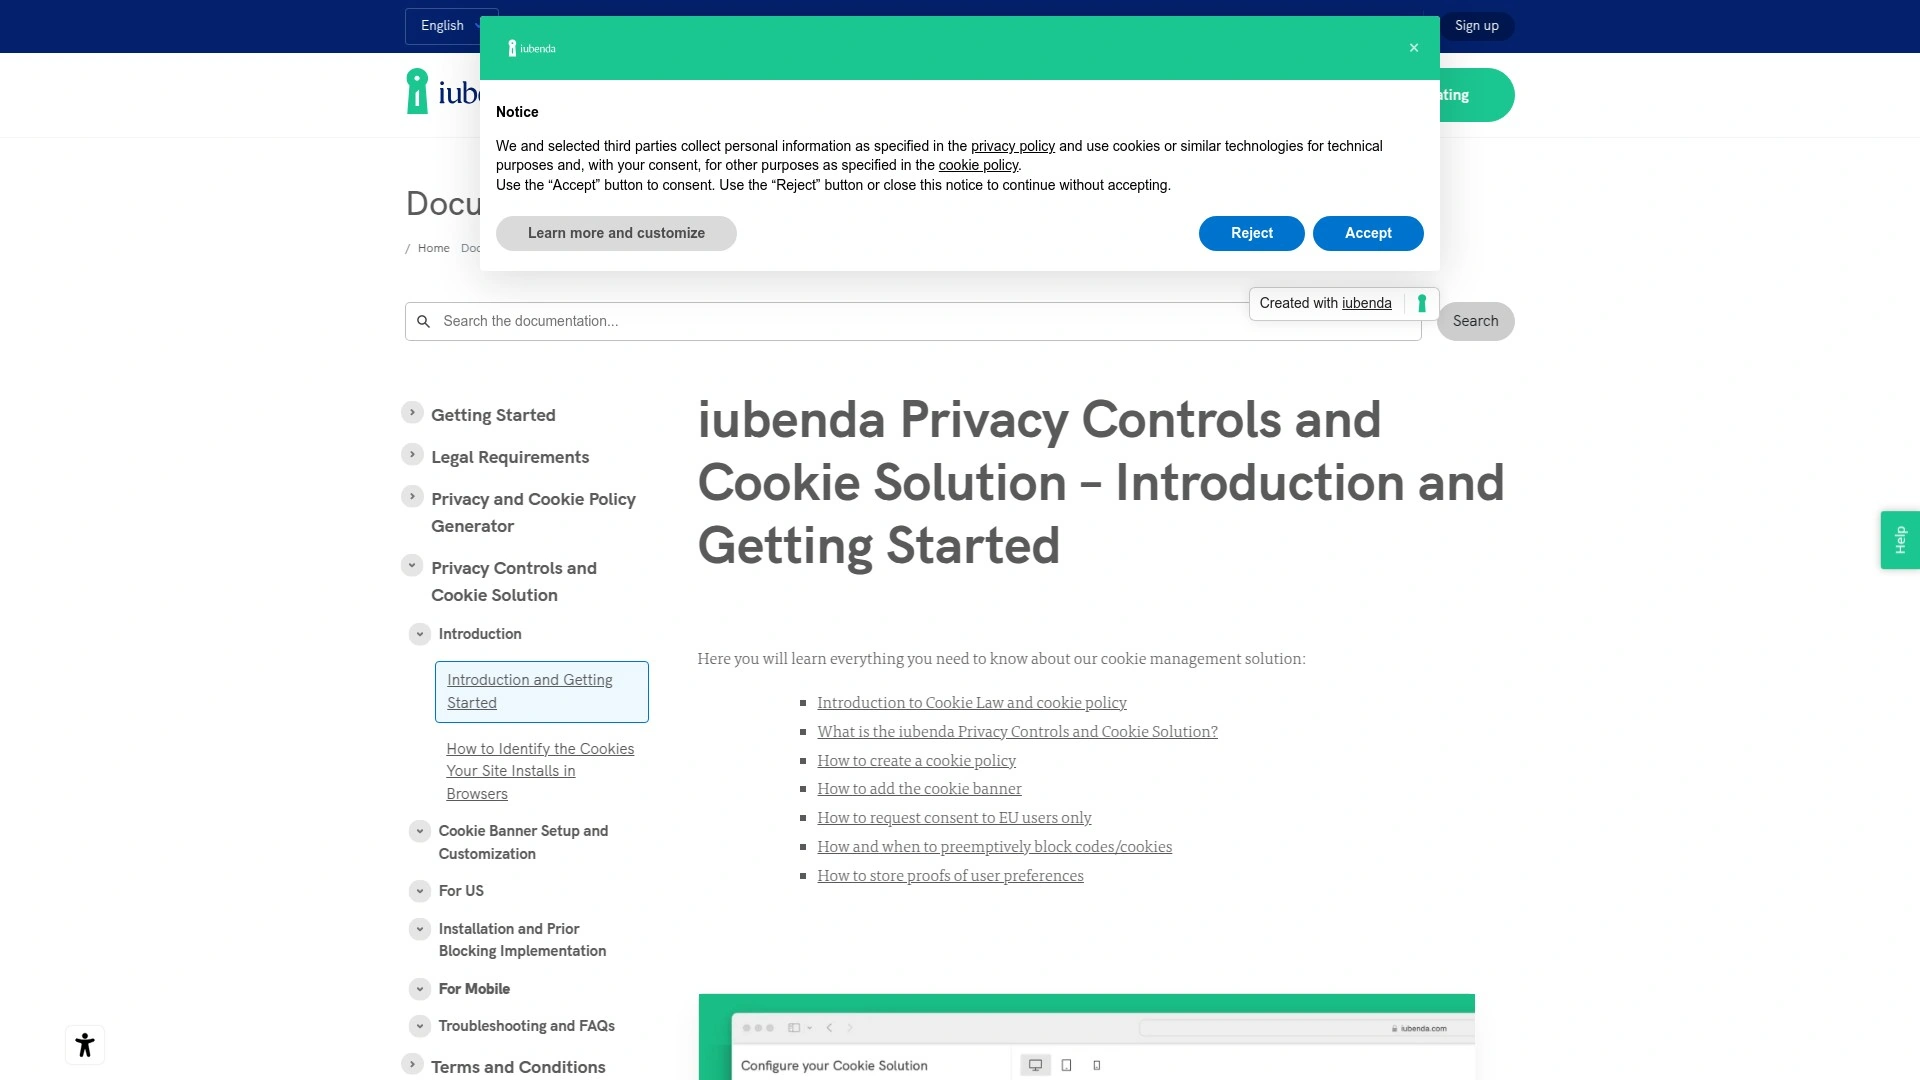 English
Sign up
iubenda
×
iub
ating
Notice
We and selected third parties collect personal information as specified in the privacy policy and use cookies or similar technologies for technical
purposes and, with your consent, for other purposes as specified in the cookie policy.
Use the “Accept” button to consent. Use the “Reject” button or close this notice to continue without accepting.
Learn more and customize
Reject
Accept
Docu
/ Home Doc
Created with iubenda
Search the documentation...
Search
Getting Started
Legal Requirements
Privacy and Cookie Policy
Generator
Privacy Controls and
Cookie Solution
Introduction
Introduction and Getting
Started
How to Identify the Cookies
Your Site Installs in
Browsers
Cookie Banner Setup and
Customization
For US
Installation and Prior
Blocking Implementation
For Mobile
Troubleshooting and FAQs
Terms and Conditions
iubenda Privacy Controls and
Cookie Solution – Introduction and
Getting Started
Here you will learn everything you need to know about our cookie management solution:
Introduction to Cookie Law and cookie policy
What is the iubenda Privacy Controls and Cookie Solution?
How to create a cookie policy
How to add the cookie banner
How to request consent to EU users only
How and when to preemptively block codes/cookies
How to store proofs of user preferences
iubenda.com
Configure your Cookie Solution
Help